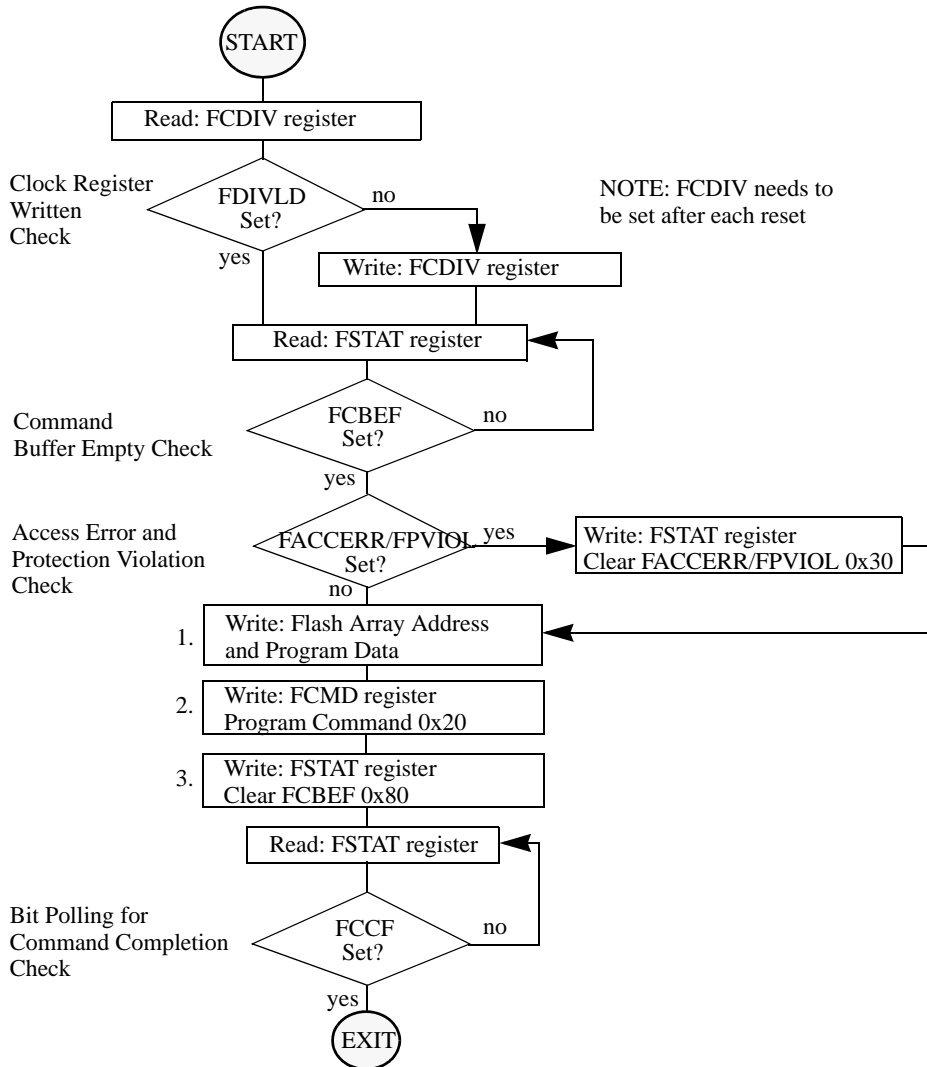 START
Read: FCDIV register
Clock Register
Written
Check
FDIVLD
Set?
no
yes
NOTE: FCDIV needs to
be set after each reset
Write: FCDIV register
Read: FSTAT register
Command
Buffer Empty Check
FCBEF
Set?
no
yes
Access Error and
Protection Violation
Check
FACCERR/FPVIOL
Set?
yes
no
Write: FSTAT register
Clear FACCERR/FPVIOL 0x30
1.
Write: Flash Array Address
and Program Data
2.
Write: FCMD register
Program Command 0x20
3.
Write: FSTAT register
Clear FCBEF 0x80
Read: FSTAT register
Bit Polling for
Command Completion
Check
FCCF
Set?
no
yes
EXIT